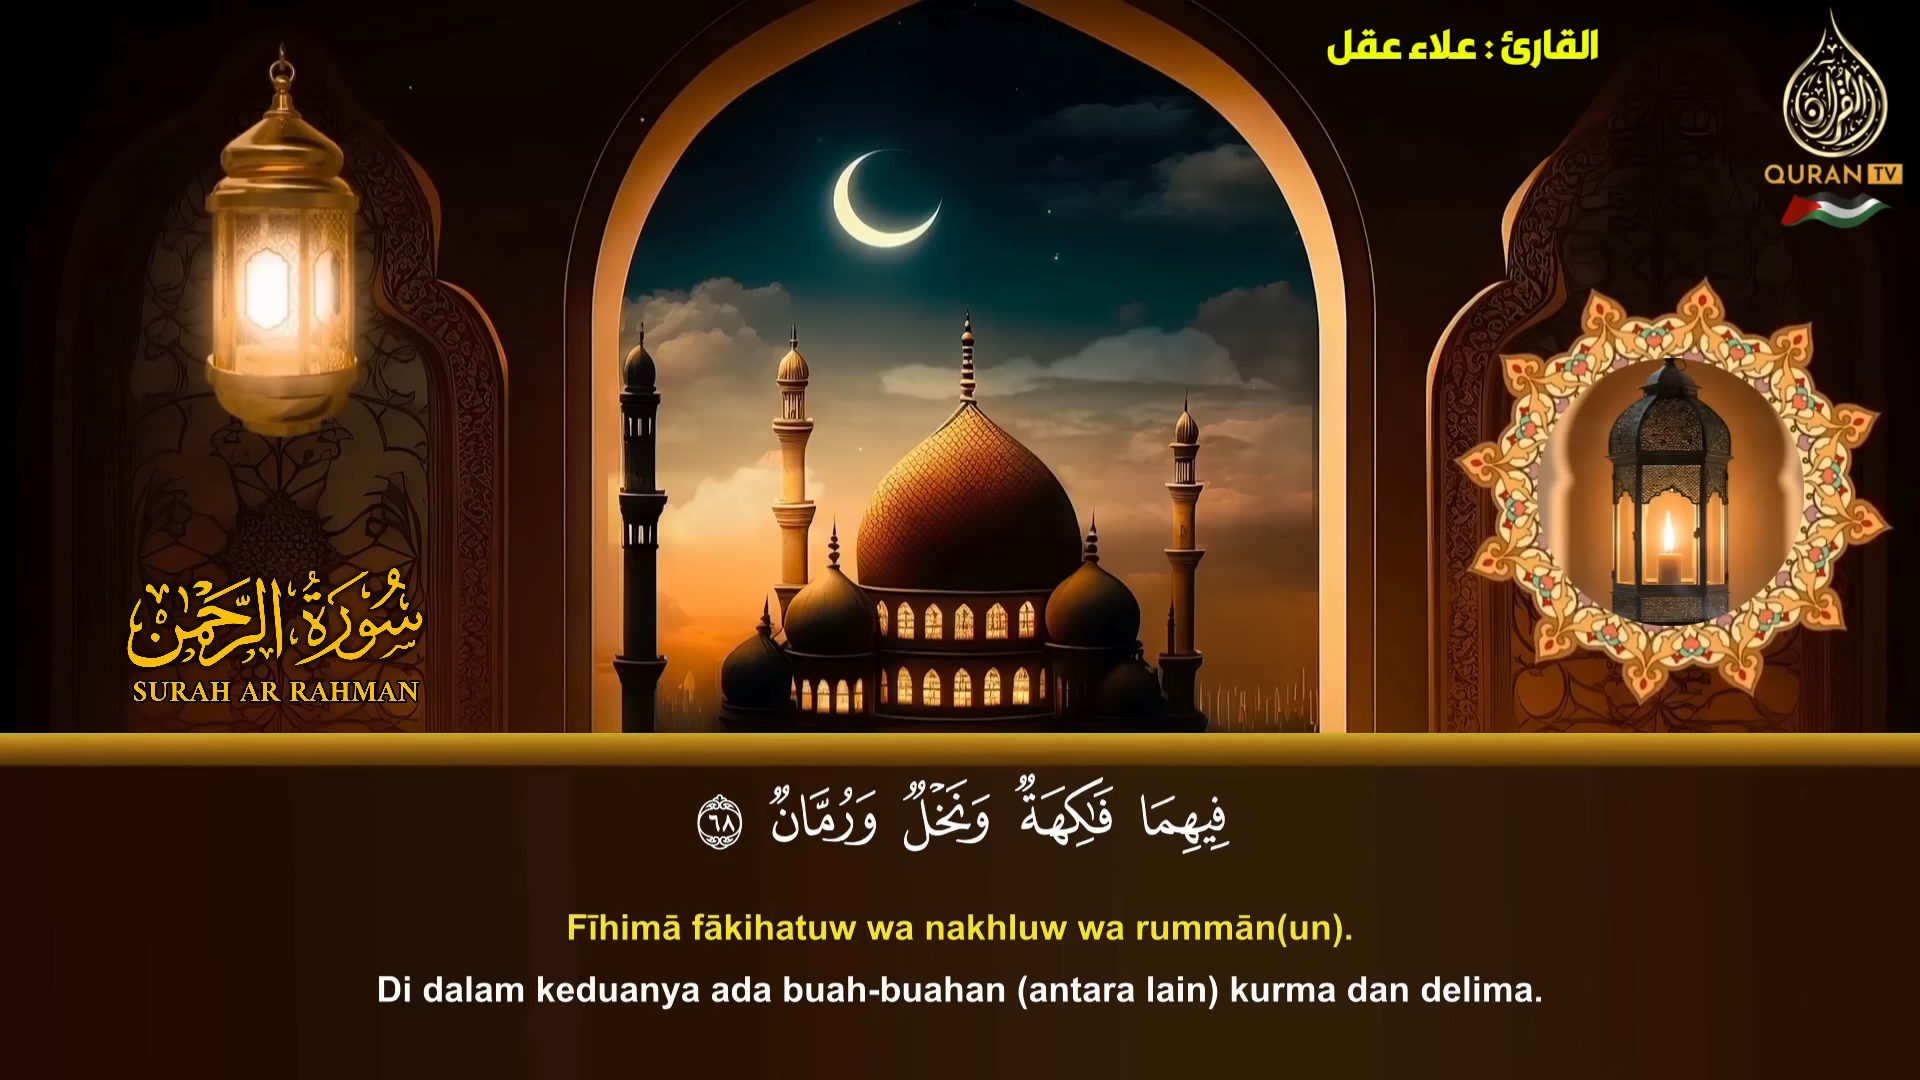 القارئ : علاء عقل
القرآن
QURAN TV
سُورَةُ الرَّحْمَٰن
SURAH AR RAHMAN
فِيهِمَا فَٰكِهَةٌ وَنَخْلٌ وَرُمَّانٌ ٦٨
Fīhimā fākihatuw wa nakhluw wa rummān(un).
Di dalam keduanya ada buah-buahan (antara lain) kurma dan delima.